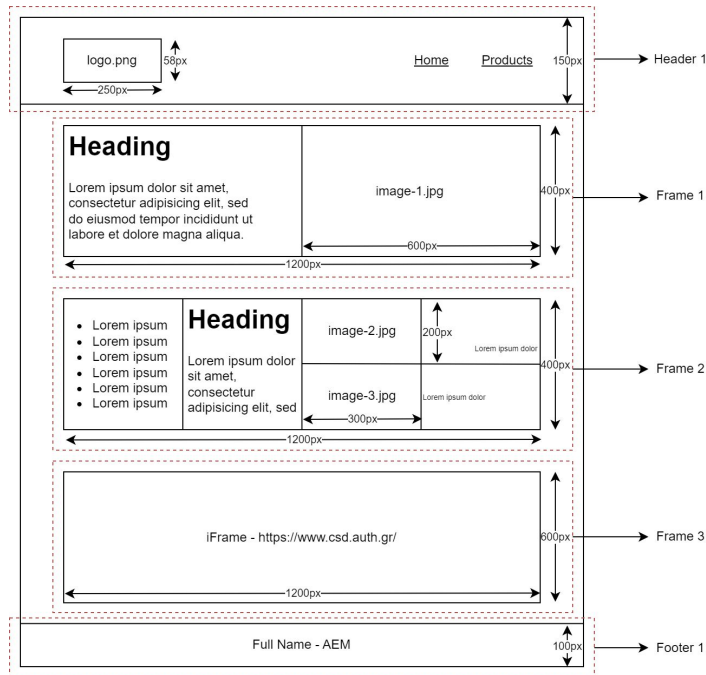 logo.png
58px
250px
Home
Products
150px
Header 1
Heading
Lorem ipsum dolor sit amet,
consectetur adipisicing elit, sed
do eiusmod tempor incididunt ut
labore et dolore magna aliqua.
image-1.jpg
600px
400px
1200px
Frame 1
Lorem ipsum
Lorem ipsum
Lorem ipsum
Lorem ipsum
Lorem ipsum
Lorem ipsum
Heading
Lorem ipsum dolor
sit amet,
consectetur
adipisicing elit, sed
image-2.jpg
200px
Lorem ipsum dolor
image-3.jpg
300px
Lorem ipsum dolor
400px
1200px
Frame 2
iFrame - https://www.csd.auth.gr/
600px
1200px
Frame 3
Full Name - AEM
100px
Footer 1